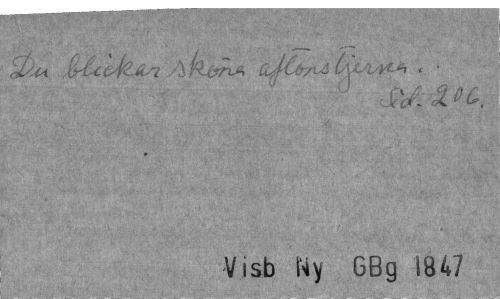 Du blickar sköna aftonstjerna..
Sid. 206.
Visb Ny GBg 1847